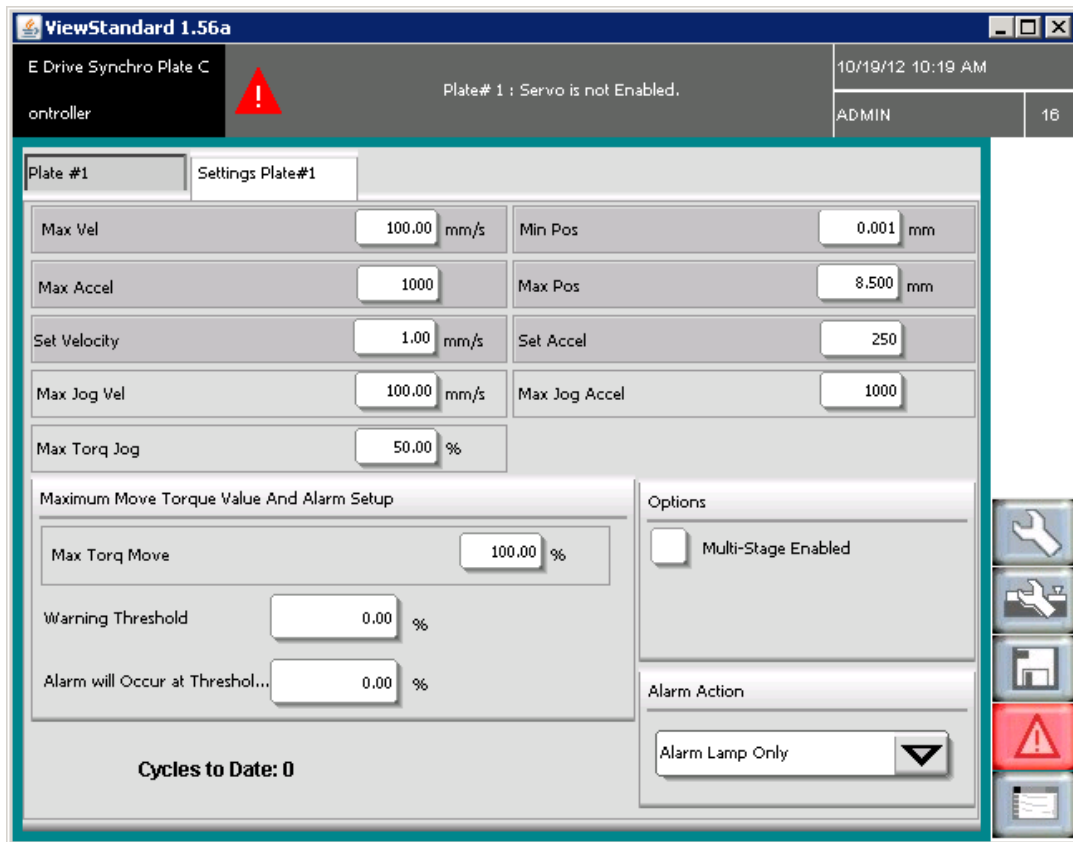 ViewStandard 1.56a
E Drive Synchro Plate C
ontroller
!
Plate# 1 : Servo is not Enabled.
10/19/12 10:19 AM
ADMIN
16
Plate #1
Settings Plate#1
Max Vel
100.00 mm/s
Min Pos
0.001 mm
Max Accel
1000
Max Pos
8.500 mm
Set Velocity
1.00 mm/s
Set Accel
250
Max Jog Vel
100.00 mm/s
Max Jog Accel
1000
Max Torq Jog
50.00 %
Maximum Move Torque Value And Alarm Setup
Max Torq Move
100.00 %
Warning Threshold
0.00 %
Alarm will Occur at Threshol...
0.00 %
Options
Multi-Stage Enabled
Alarm Action
Alarm Lamp Only
Cycles to Date: 0